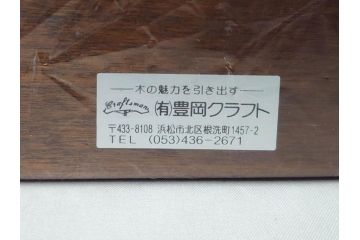 木の魅力を引き出す
Craftsman
(有)豊岡クラフト
〒433-8108 浜松市北区根洗町1457-2
TEL (053)436-2671